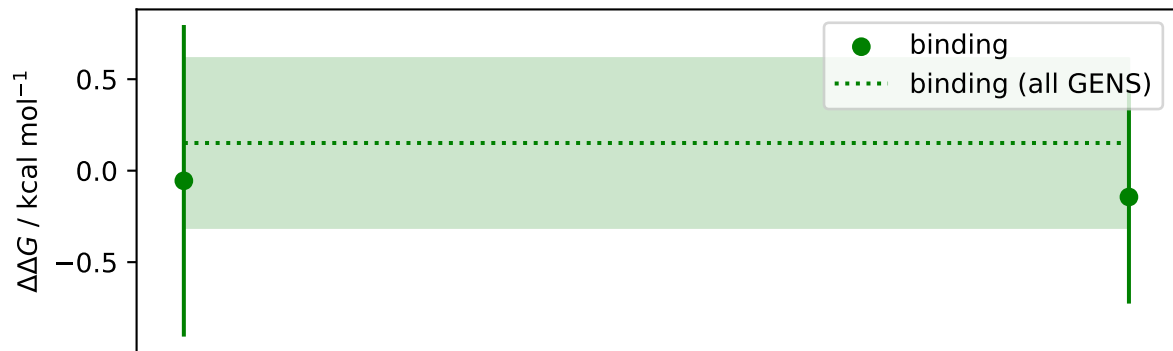 ΔΔG / kcal mol⁻¹
0.5
0.0
−0.5
binding
binding (all GENS)